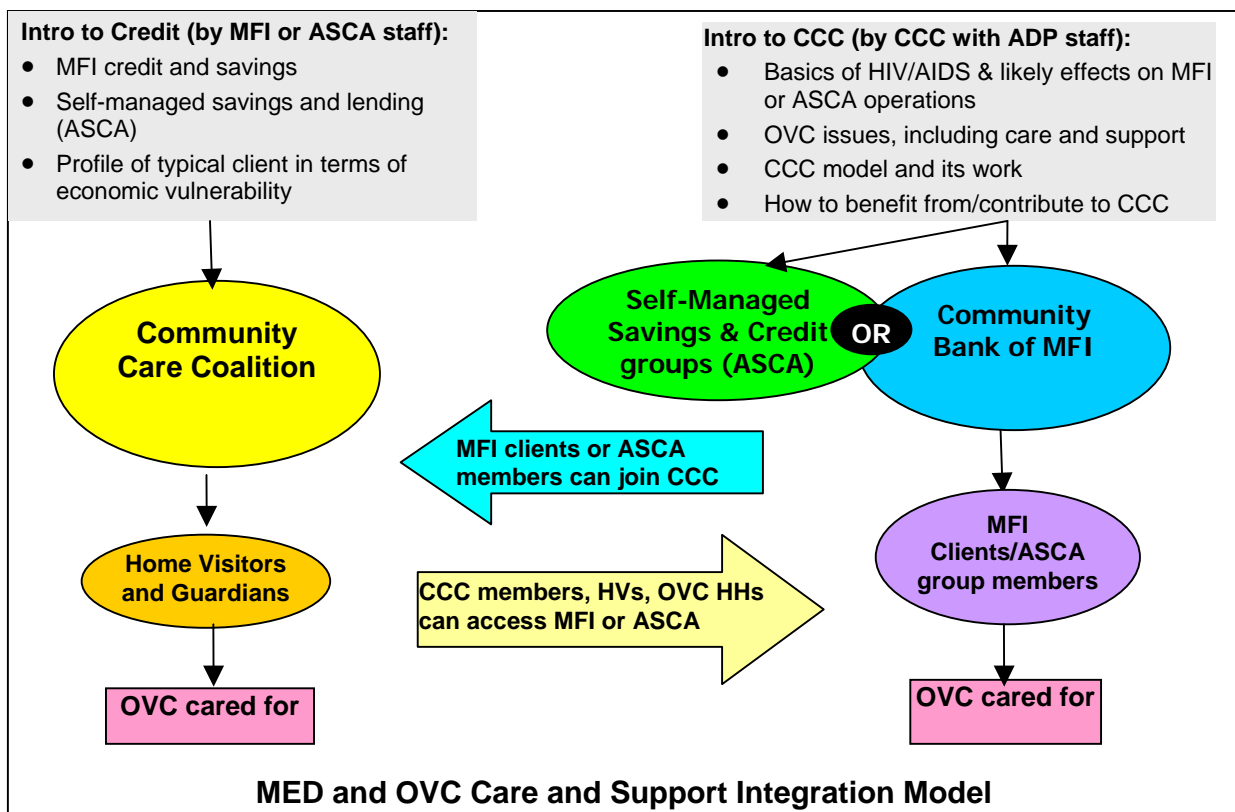 Intro to Credit (by MFI or ASCA staff):
• MFI credit and savings
• Self-managed savings and lending
(ASCA)
• Profile of typical client in terms of
economic vulnerability
Intro to CCC (by CCC with ADP staff):
• Basics of HIV/AIDS & likely effects on MFI
or ASCA operations
• OVC issues, including care and support
• CCC model and its work
• How to benefit from/contribute to CCC
Community
Care Coalition
Self-Managed
Savings & Credit
groups (ASCA)
OR
Community
Bank of MFI
MFI clients or ASCA
members can join CCC
Home Visitors
and Guardians
CCC members, HVs, OVC HHs
can access MFI or ASCA
MFI
Clients/ASCA
group members
OVC cared for
OVC cared for
MED and OVC Care and Support Integration Model